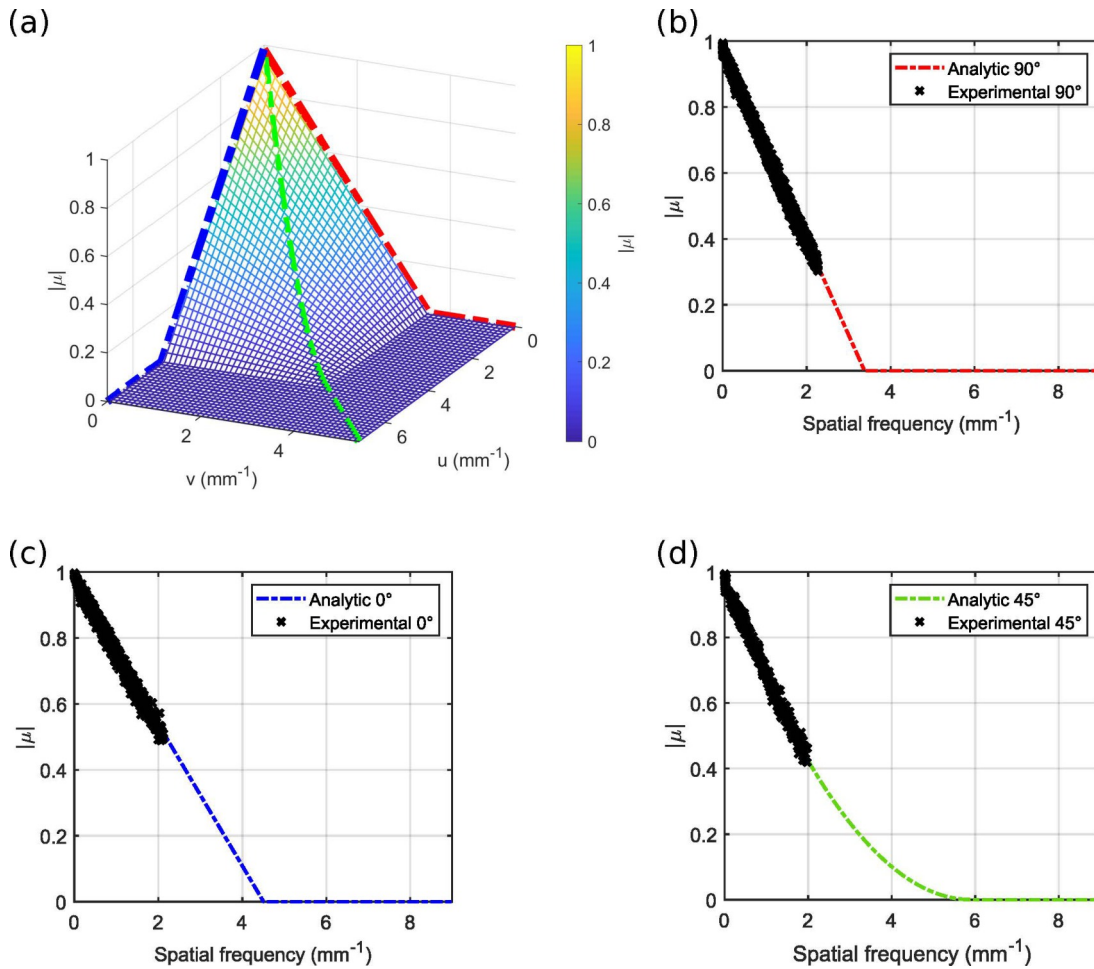 (a)
1
0.8
0.6
0.4
0.2
0
|μ|
0
2
4
v (mm⁻¹)
6
4
2
0
u (mm⁻¹)
1
0.8
0.6
0.4
0.2
0
|μ|
(b)
1
0.8
0.6
0.4
0.2
0
|μ|
Analytic 90°
Experimental 90°
0 2 4 6 8
Spatial frequency (mm⁻¹)
(c)
1
0.8
0.6
0.4
0.2
0
|μ|
Analytic 0°
Experimental 0°
0 2 4 6 8
Spatial frequency (mm⁻¹)
(d)
1
0.8
0.6
0.4
0.2
0
|μ|
Analytic 45°
Experimental 45°
0 2 4 6 8
Spatial frequency (mm⁻¹)